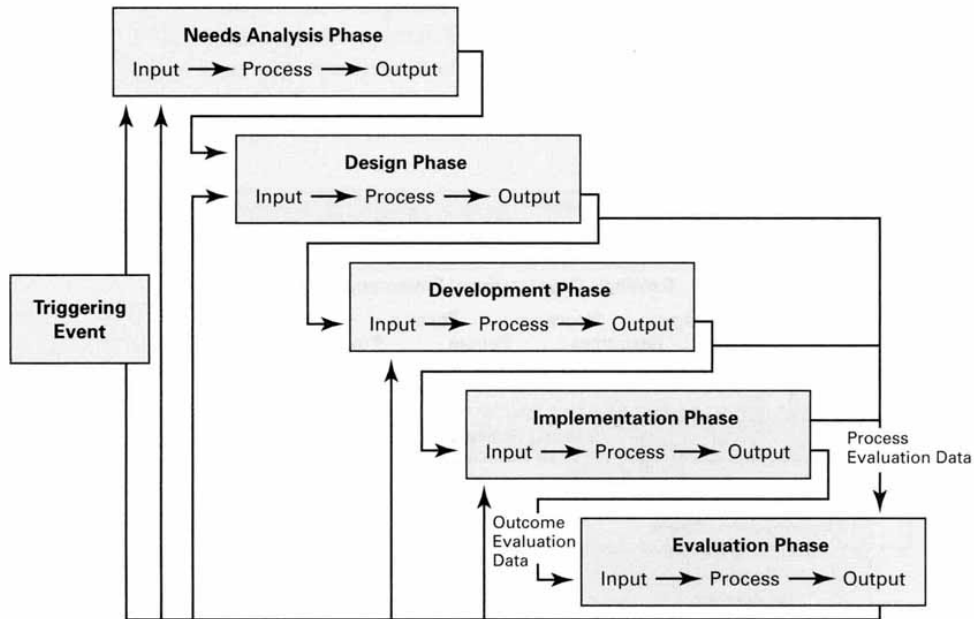 Needs Analysis Phase
Input Process Output
Design Phase
Input Process Output
Triggering
Event
Development Phase
Input Process Output
Implementation Phase
Input Process Output
Process
Evaluation Data
Outcome
Evaluation
Data
Evaluation Phase
Input Process Output